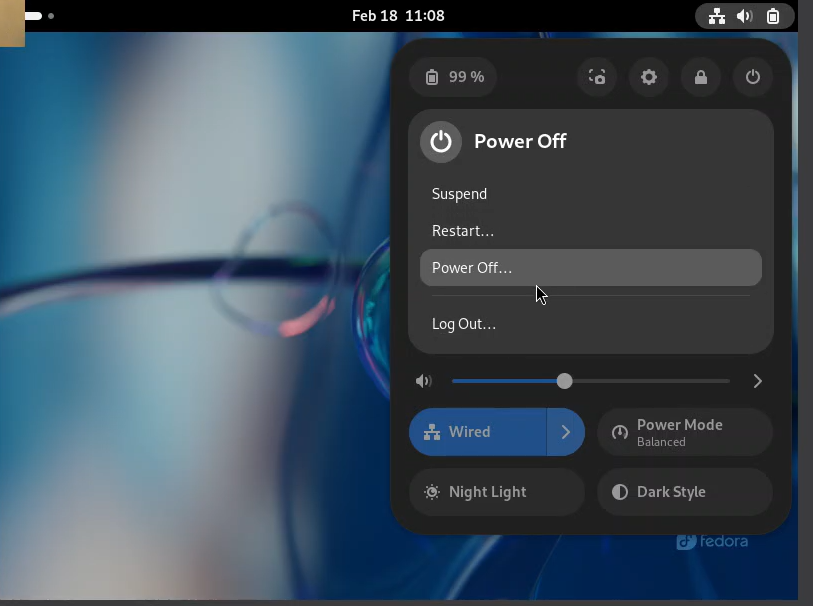 Feb 18 11:08
99 %
Power Off
Suspend
Restart...
Power Off...
Log Out...
Wired
Power Mode
Balanced
Night Light
Dark Style
fedora